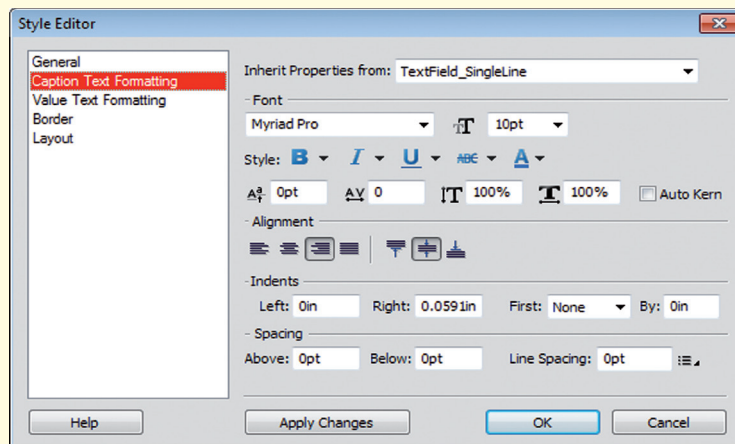 Style Editor
General
Caption Text Formatting
Value Text Formatting
Border
Layout
Inherit Properties from: TextField_SingleLine
Font
Myriad Pro 10pt
Style: B I U ABC A
0pt AV 0 100% 100% Auto Kern
Alignment
Indents
Left: 0in Right: 0.0591in First: None By: 0in
Spacing
Above: 0pt Below: 0pt Line Spacing: 0pt
Help Apply Changes OK Cancel